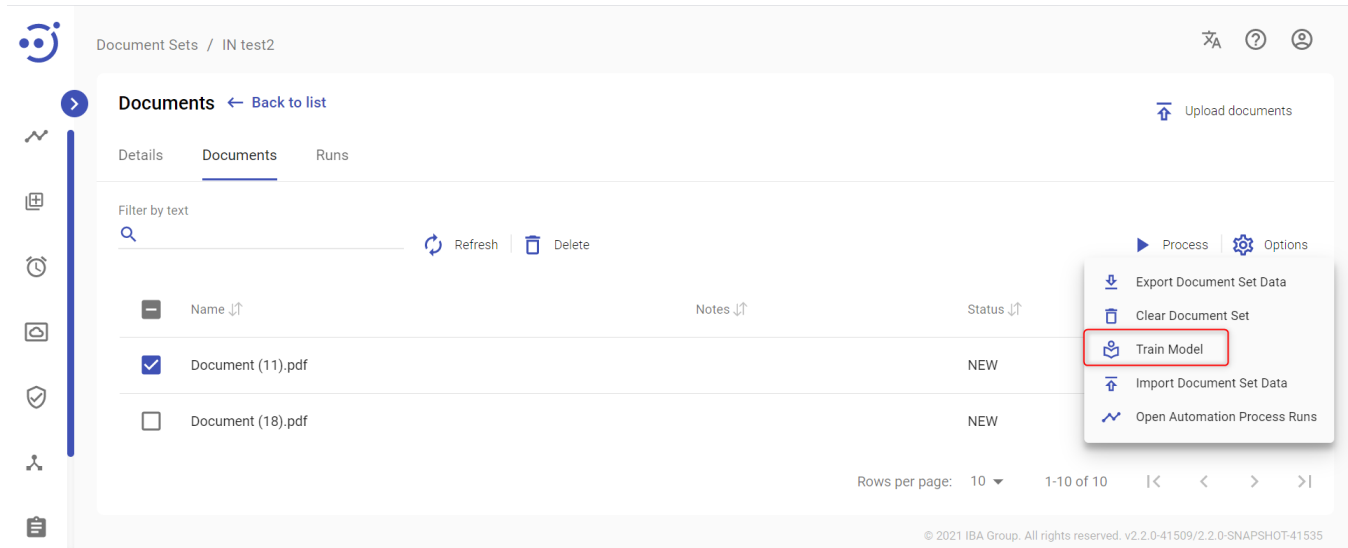 Document Sets / IN test2
Documents ← Back to list
Upload documents
Details Documents Runs
Filter by text
Refresh Delete Process Options
Export Document Set Data
Clear Document Set
Train Model
Import Document Set Data
Open Automation Process Runs
Name Notes Status
Document (11).pdf NEW
Document (18).pdf NEW
Rows per page: 10 1-10 of 10
© 2021 IBA Group. All rights reserved. v2.2.0-41509/2.2.0-SNAPSHOT-41535